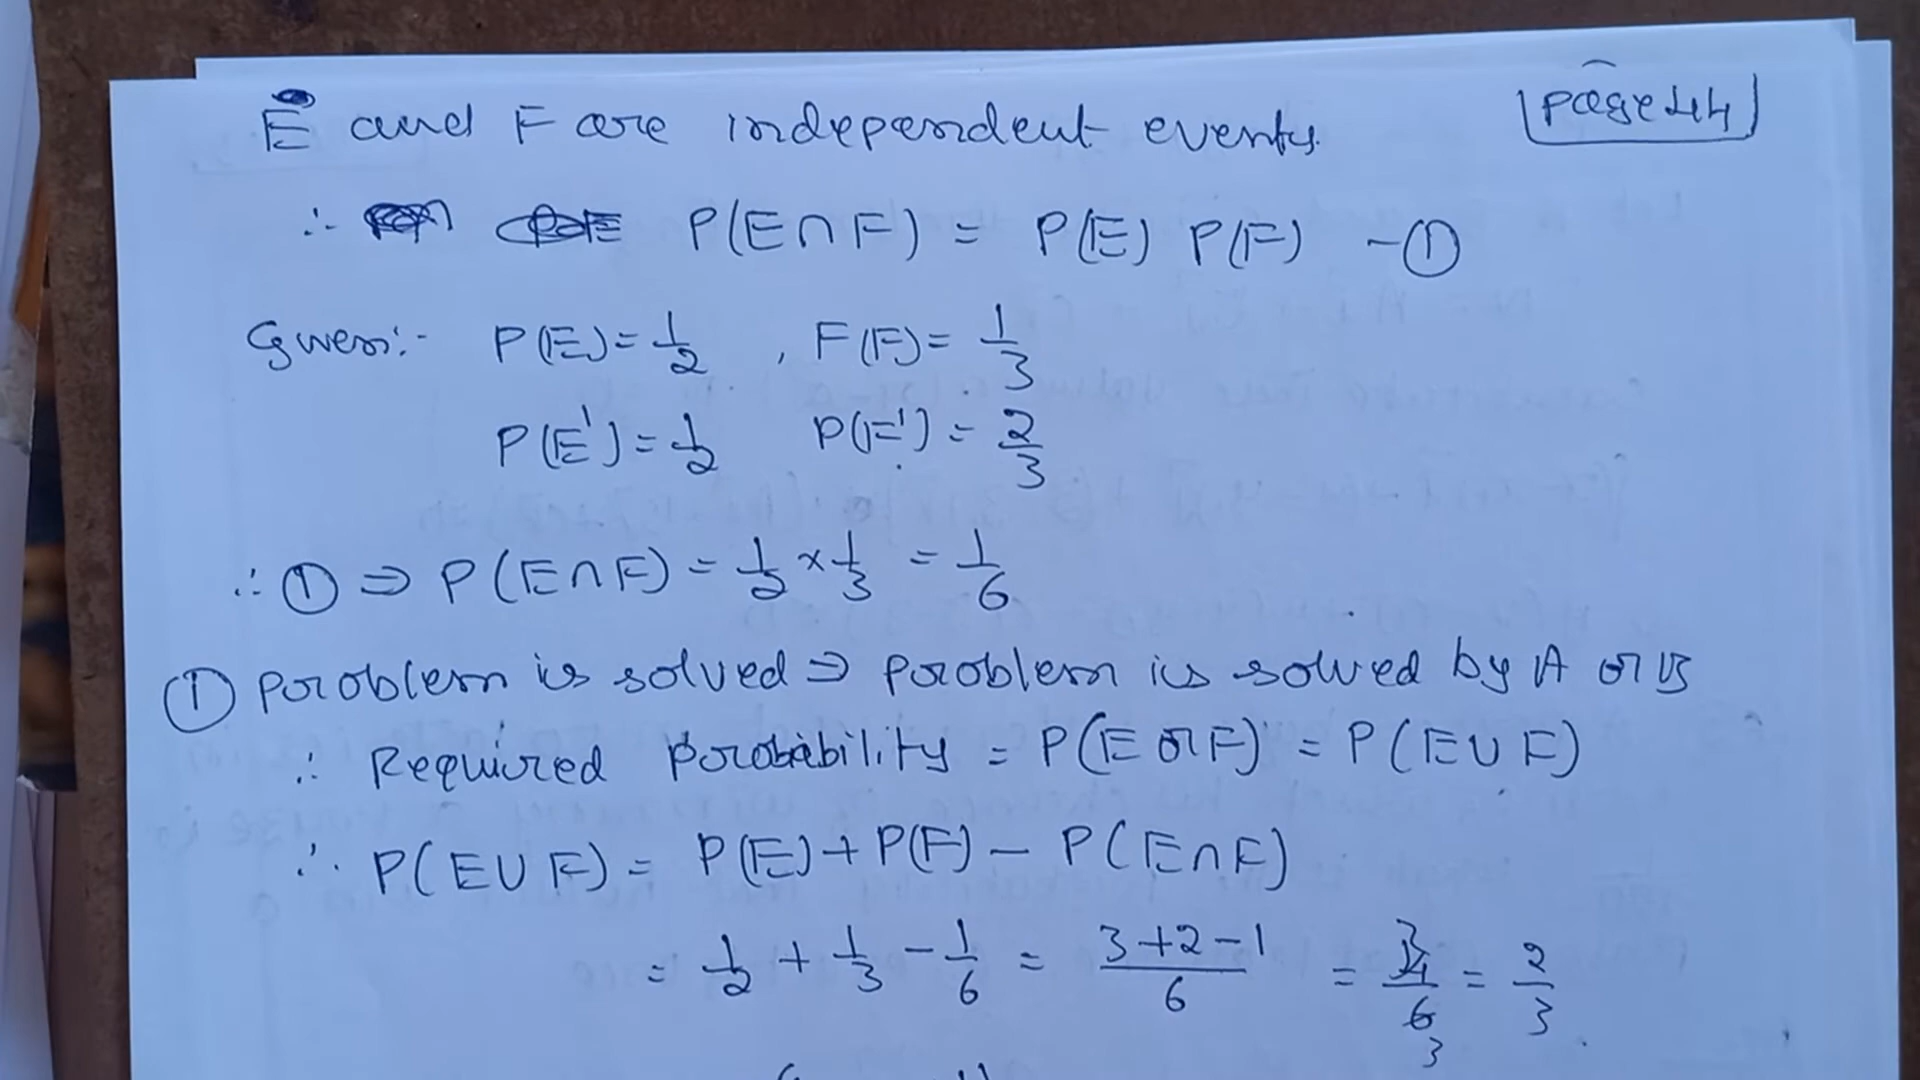 E and F are independent events.
page 44
∴ P(E∩F) = P(E) P(F) -①
Given:- P(E)=1/2 , F(F)=1/3
P(E')=1/2 P(F')=2/3
∴ ① ⇒ P(E∩F) = 1/2 × 1/3 = 1/6
① Problem is solved ⇒ problem is solved by A or B
∴ Required probability = P(E or F) = P(E∪F)
∴ P(E∪F) = P(E)+P(F) - P(E∩F)
= 1/2 + 1/3 - 1/6 = 3+2-1/6 = 4/6 = 2/3